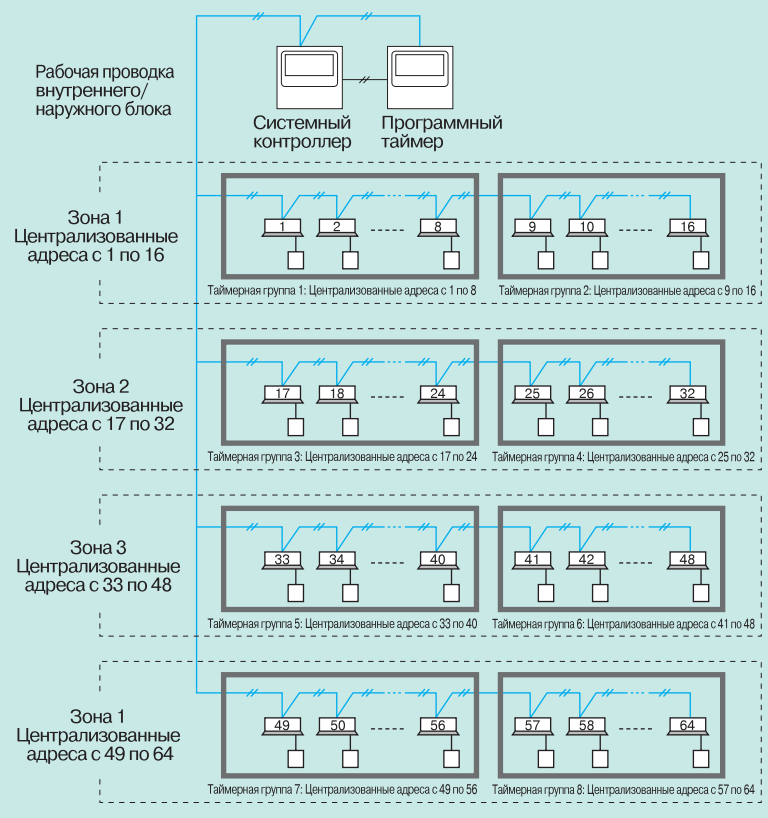 Рабочая проводка
внутреннего/
наружного блока
Системный
контроллер
Программный
таймер
Зона 1
Централизованные
адреса с 1 по 16
1 2 8
9 10 16
Таймерная группа 1: Централизованные адреса с 1 по 8
Таймерная группа 2: Централизованные адреса с 9 по 16
Зона 2
Централизованные
адреса с 17 по 32
17 18 24
25 26 32
Таймерная группа 3: Централизованные адреса с 17 по 24
Таймерная группа 4: Централизованные адреса с 25 по 32
Зона 3
Централизованные
адреса с 33 по 48
33 34 40
41 42 48
Таймерная группа 5: Централизованные адреса с 33 по 40
Таймерная группа 6: Централизованные адреса с 41 по 48
Зона 1
Централизованные
адреса с 49 по 64
49 50 56
57 58 64
Таймерная группа 7: Централизованные адреса с 49 по 56
Таймерная группа 8: Централизованные адреса с 57 по 64